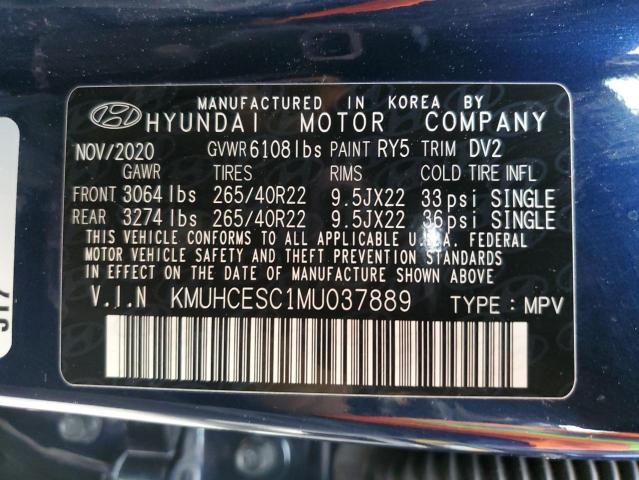 MANUFACTURED IN KOREA BY
HYUNDAI MOTOR COMPANY
NOV/2020 GVWR 6108lbs PAINT RY5 TRIM DV2
GAWR TIRES RIMS COLD TIRE INFL
FRONT 3064lbs 265/40R22 9.5JX22 33psi SINGLE
REAR 3274lbs 265/40R22 9.5JX22 36psi SINGLE
THIS VEHICLE CONFORMS TO ALL APPLICABLE U.S.A. FEDERAL
MOTOR VEHICLE SAFETY AND THEFT PREVENTION STANDARDS
IN EFFECT ON THE DATE OF MANUFACTURE SHOWN ABOVE.
V.I.N KMUHCESC1MU037889 TYPE: MPV